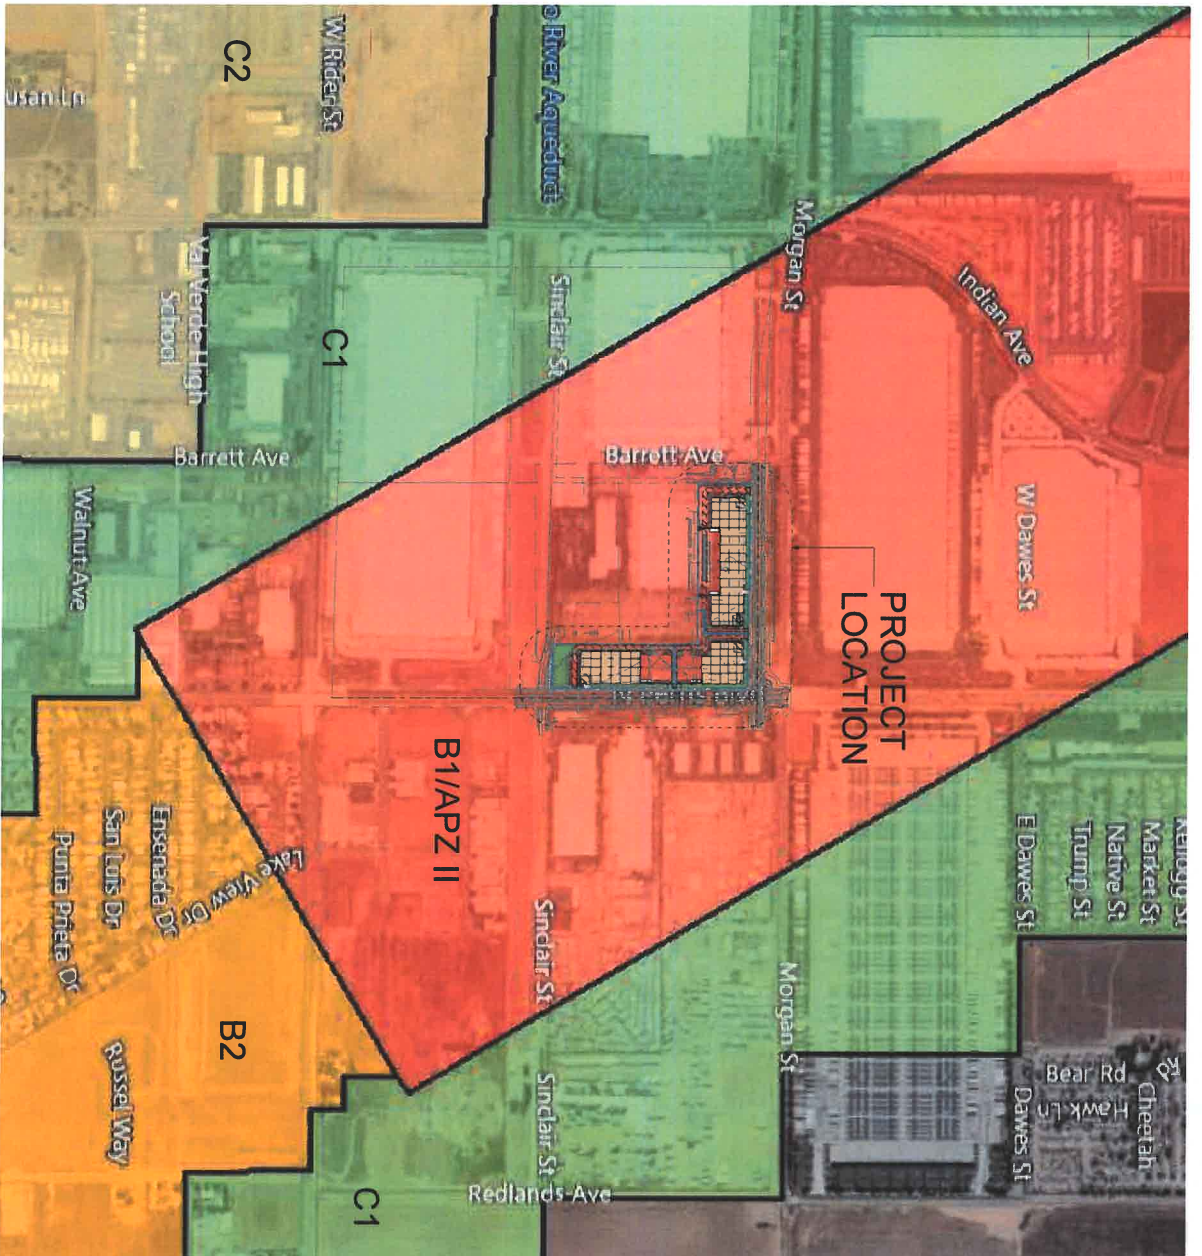 W Rider St
C2
usan Ln
o River Aqueduct
Morgan St
Indian Ave
Val Verde High
School
C1
Sinclair St
Barrett Ave
Barrett Ave
Walnut Ave
W Dawes St
PROJECT
LOCATION
B1/APZ II
Ensenada Dr
San Luis Dr
Punta Prieta Dr
Lake View Dr
E Dawes St
Trump St
Native St
Market St
Kellogg St
Sinclair St
Morgan St
B2
Russel Way
Bear Rd
Hawk Ln
Cheetah
Dawes St
Sinclair St
Redlands Ave
C1